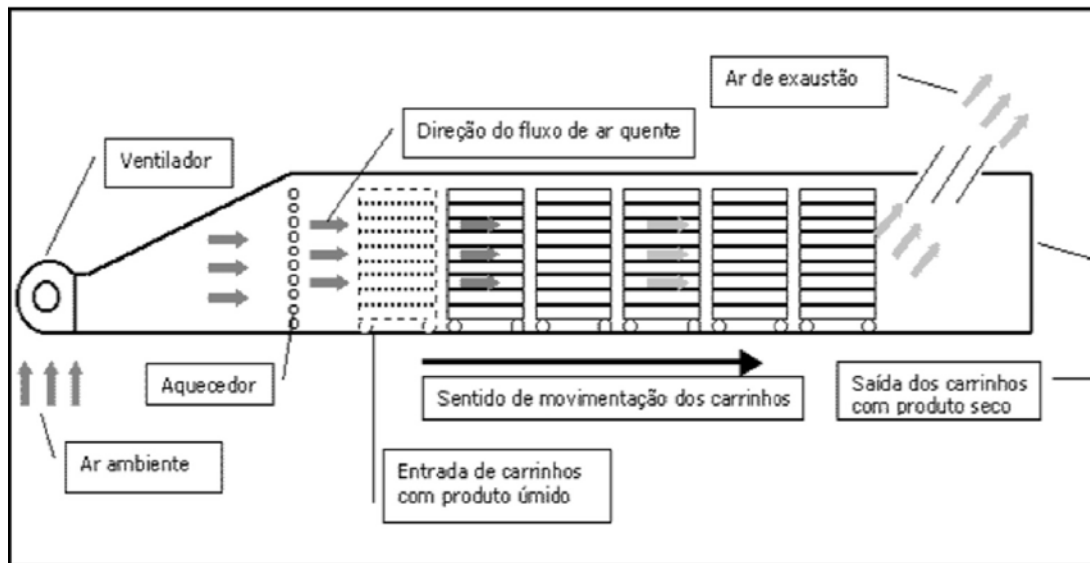 Ar de exaustão
Direção do fluxo de ar quente
Ventilador
Aquecedor
Sentido de movimentação dos carrinhos
Saída dos carrinhos
com produto seco
Ar ambiente
Entrada de carrinhos
com produto úmido